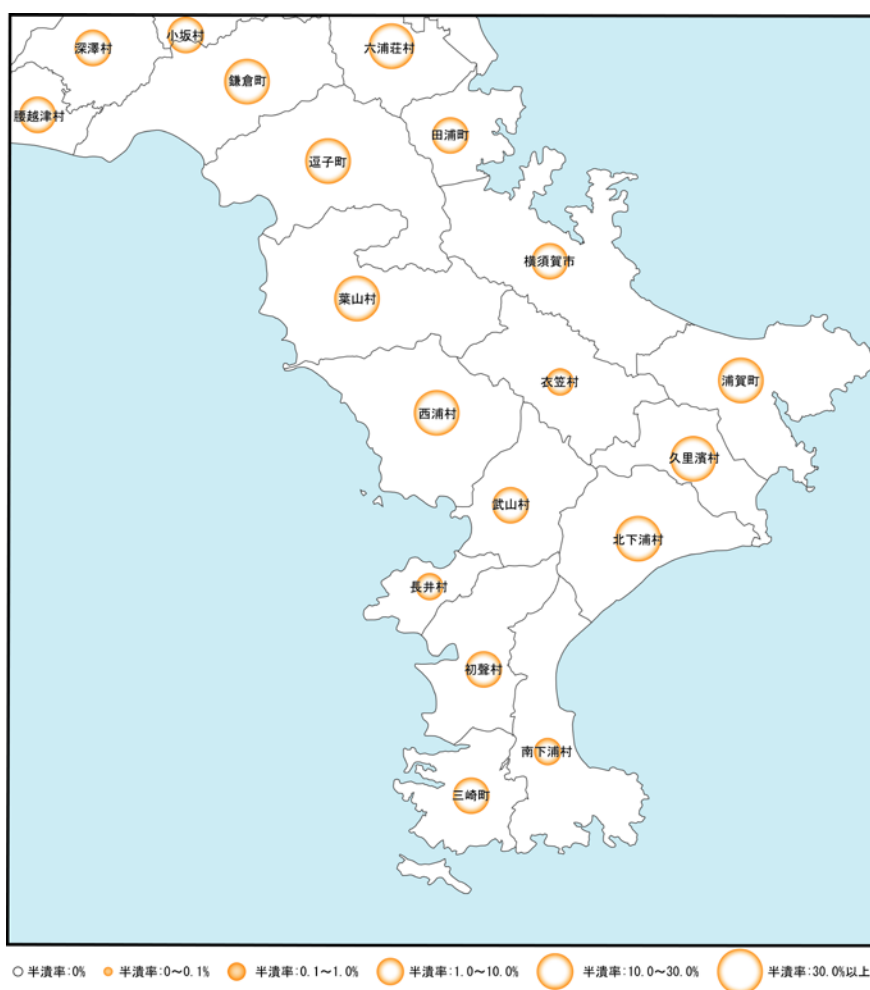 小坂村
深澤村
六浦荘村
鎌倉町
腰越津村
田浦町
逗子町
横須賀市
葉山村
衣笠村
浦賀町
西浦村
久里濱村
武山村
北下浦村
長井村
初聲村
南下浦村
三崎町
半潰率:0% 半潰率:0～0.1% 半潰率:0.1～1.0% 半潰率:1.0～10.0% 半潰率:10.0～30.0% 半潰率:30.0%以上